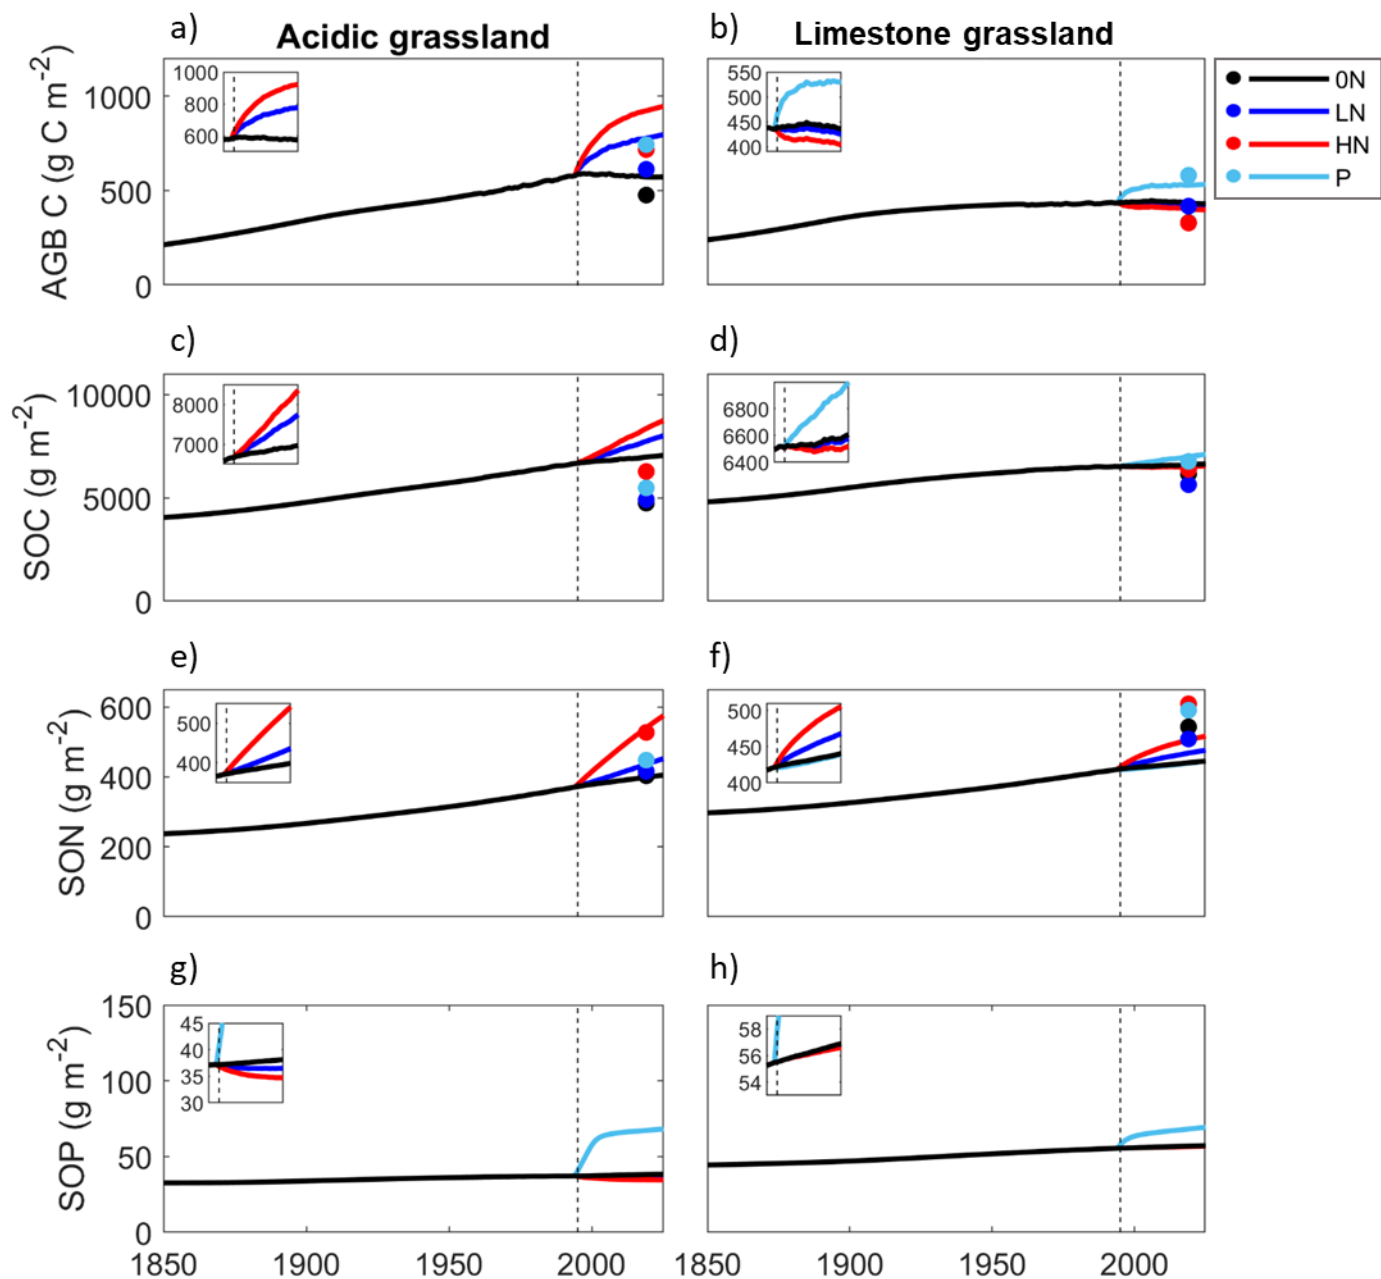 a)
Acidic grassland
b)
Limestone grassland
AGB C (g C m⁻²)
1000
500
0
1000
800
600
550
500
450
400
0N
LN
HN
P
c)
d)
SOC (g m⁻²)
10000
5000
0
8000
7000
6800
6600
6400
e)
f)
SON (g m⁻²)
600
400
200
0
500
400
500
450
400
g)
h)
SOP (g m⁻²)
150
100
50
0
45
40
35
30
58
56
54
1850 1900 1950 2000 1850 1900 1950 2000